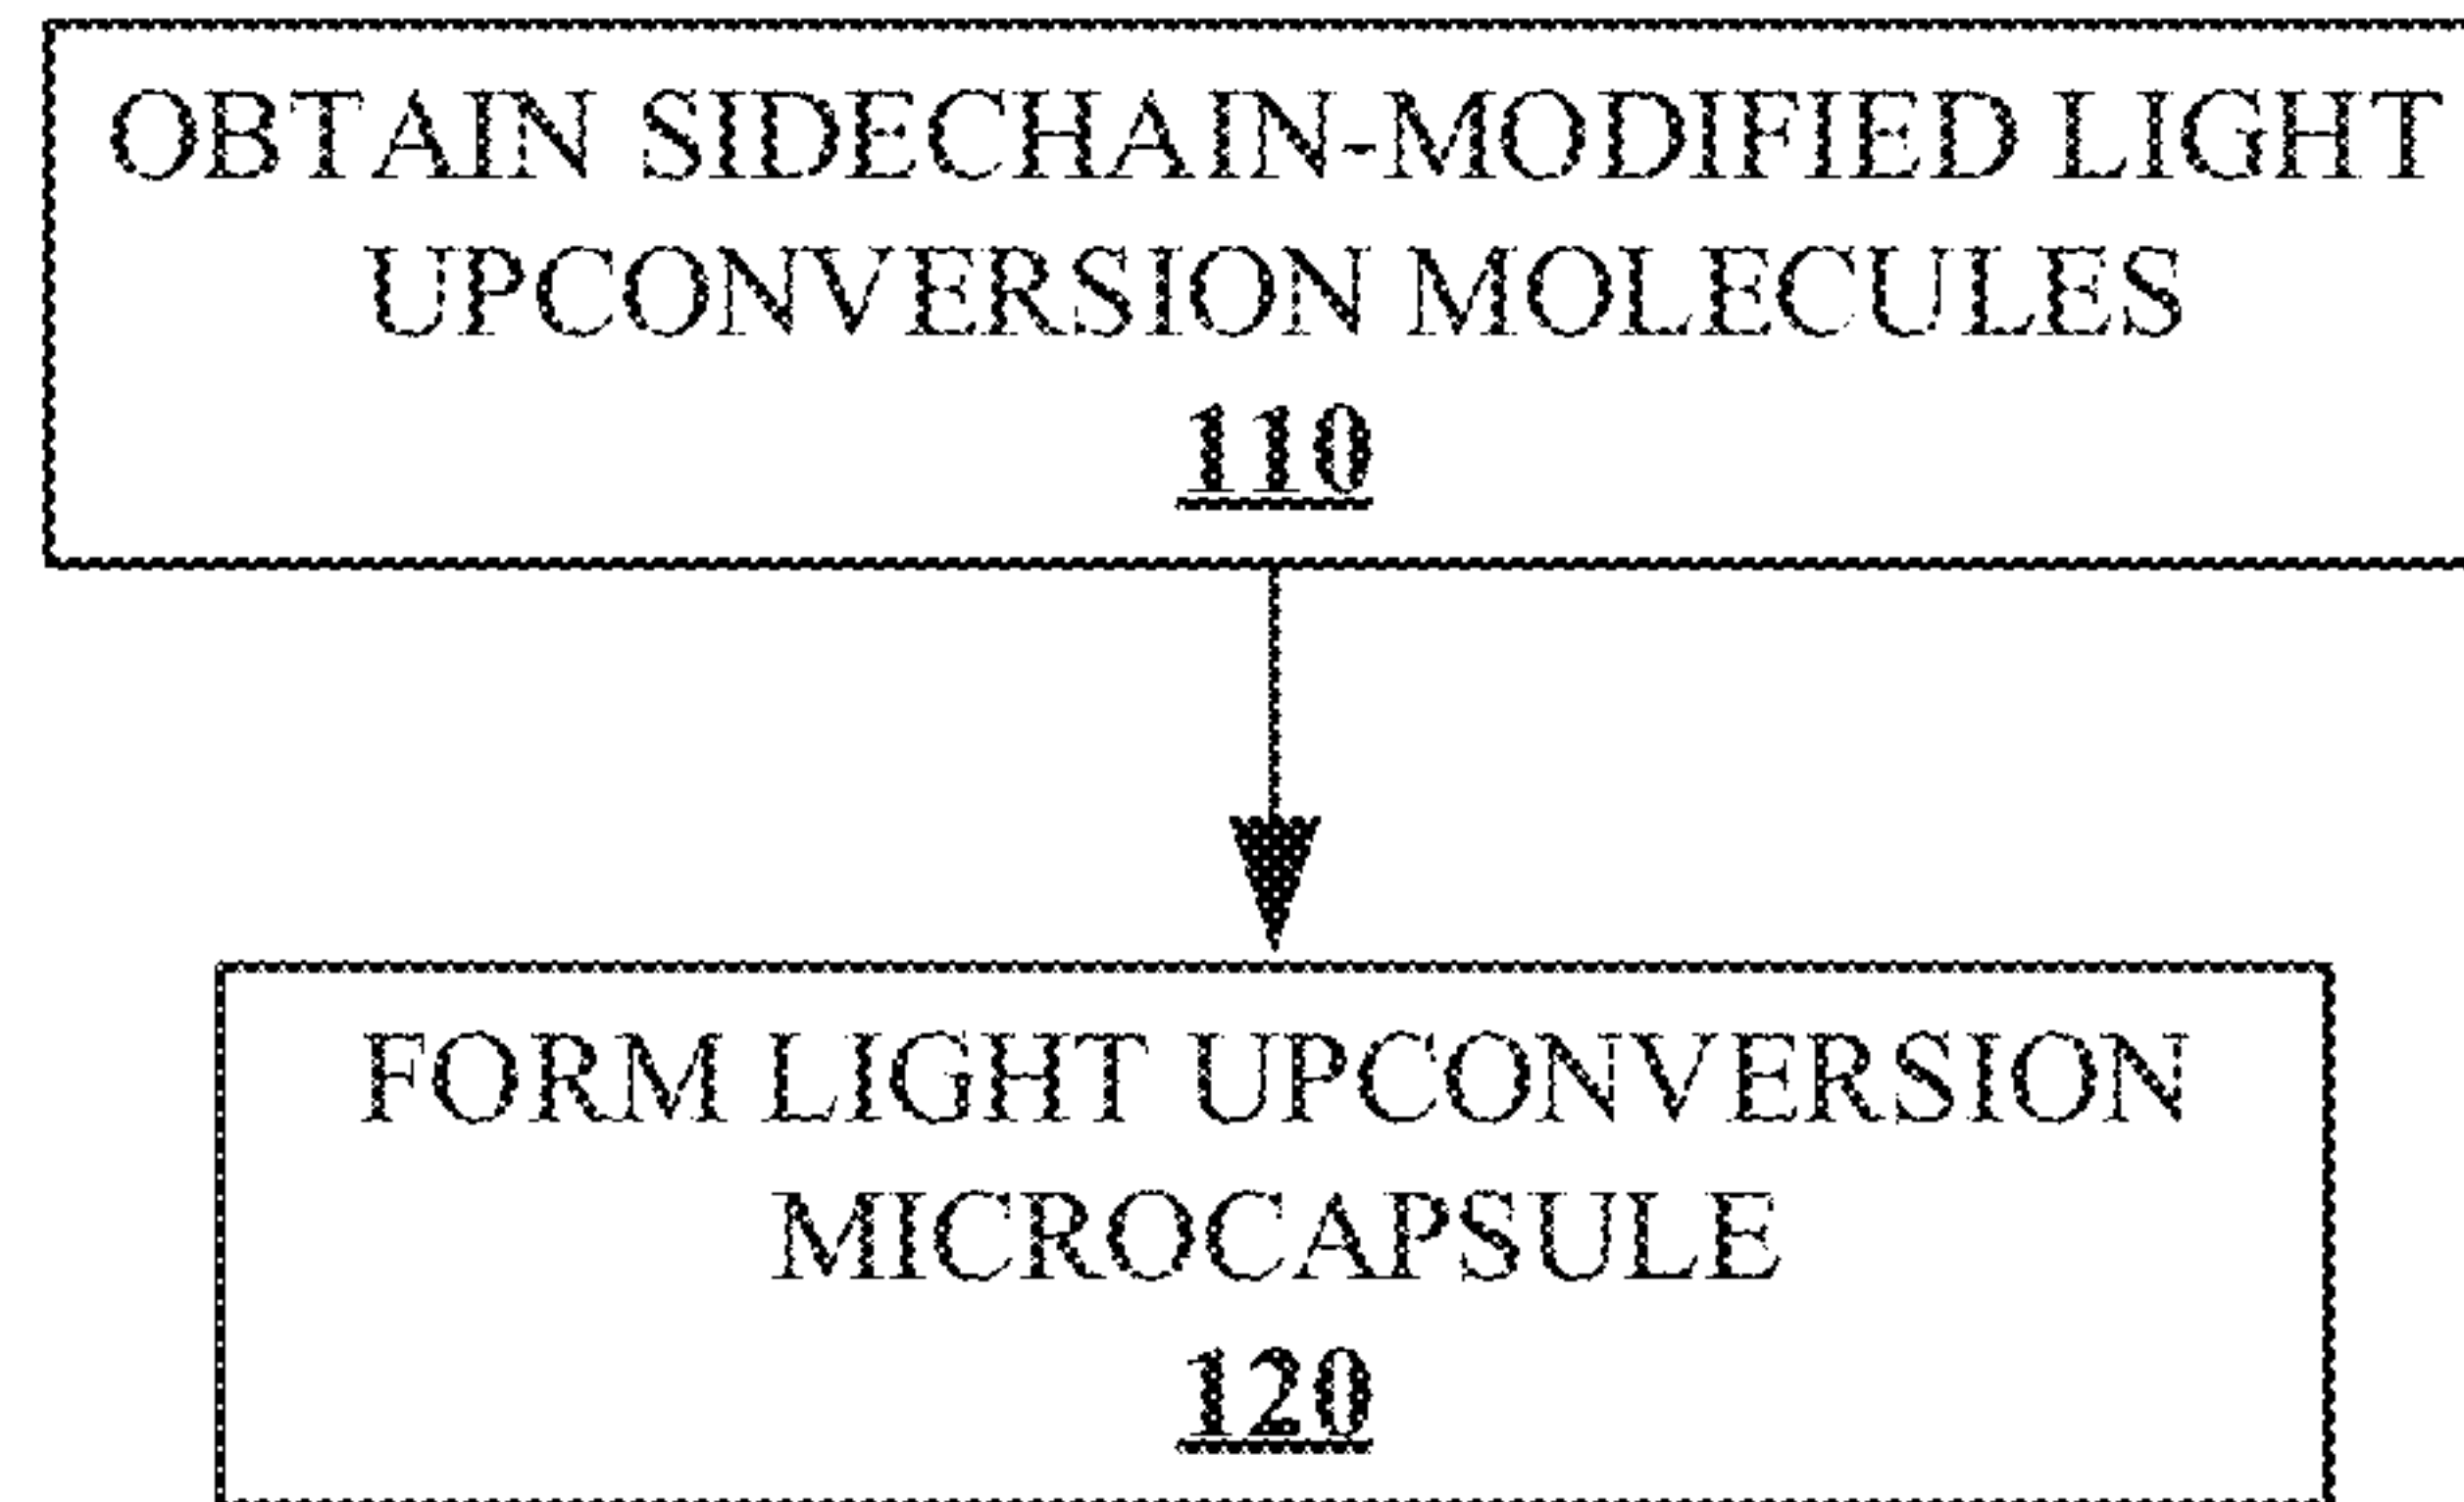 OBTAIN SIDECHAIN-MODIFIED LIGHT
UPCONVERSION MOLECULES
110
FORM LIGHT UPCONVERSION
MICROCAPSULE
120